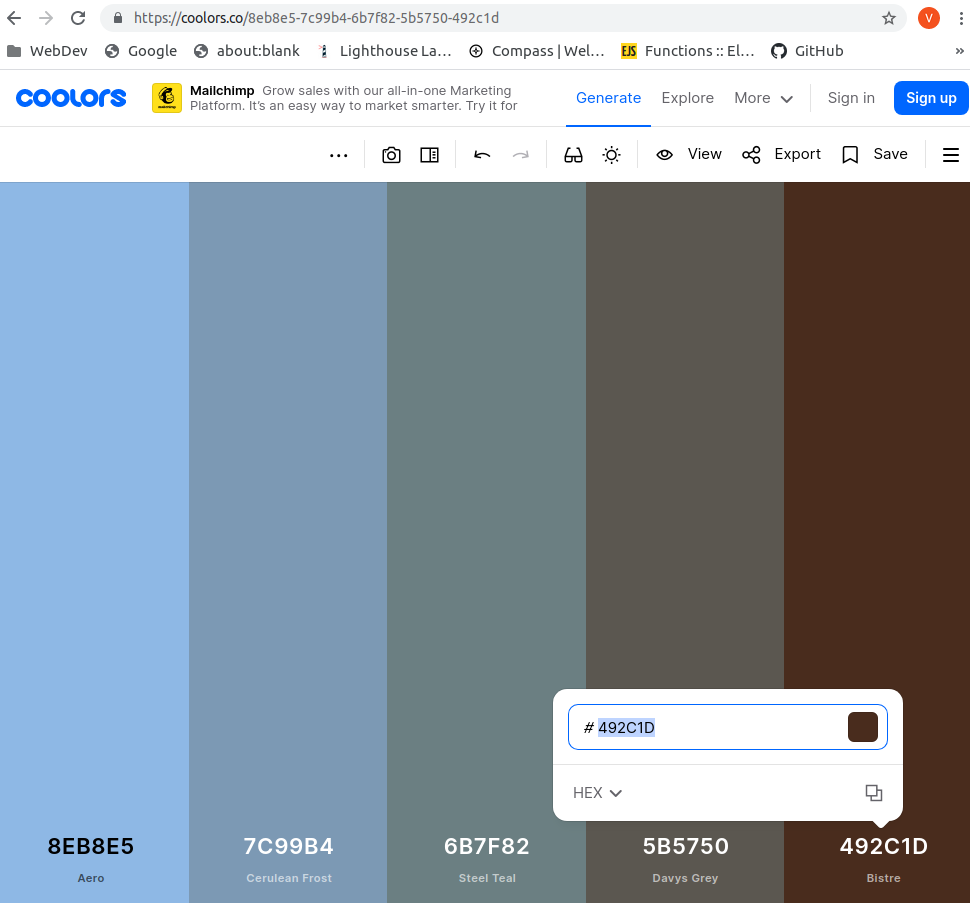 https://coolors.co/8eb8e5-7c99b4-6b7f82-5b5750-492c1d
V
WebDev Google about:blank Lighthouse La... Compass | Wel... EJS Functions :: El... GitHub »
coolors
mailchimp
Mailchimp Grow sales with our all-in-one Marketing
Platform. It's an easy way to market smarter. Try it for
Generate Explore More Sign in Sign up
View Export Save
# 492C1D
HEX
8EB8E5 7C99B4 6B7F82 5B5750 492C1D
Aero Cerulean Frost Steel Teal Davys Grey Bistre